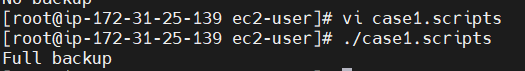 No backup
[root@ip-172-31-25-139 ec2-user]# vi case1.scripts
[root@ip-172-31-25-139 ec2-user]# ./case1.scripts
Full backup